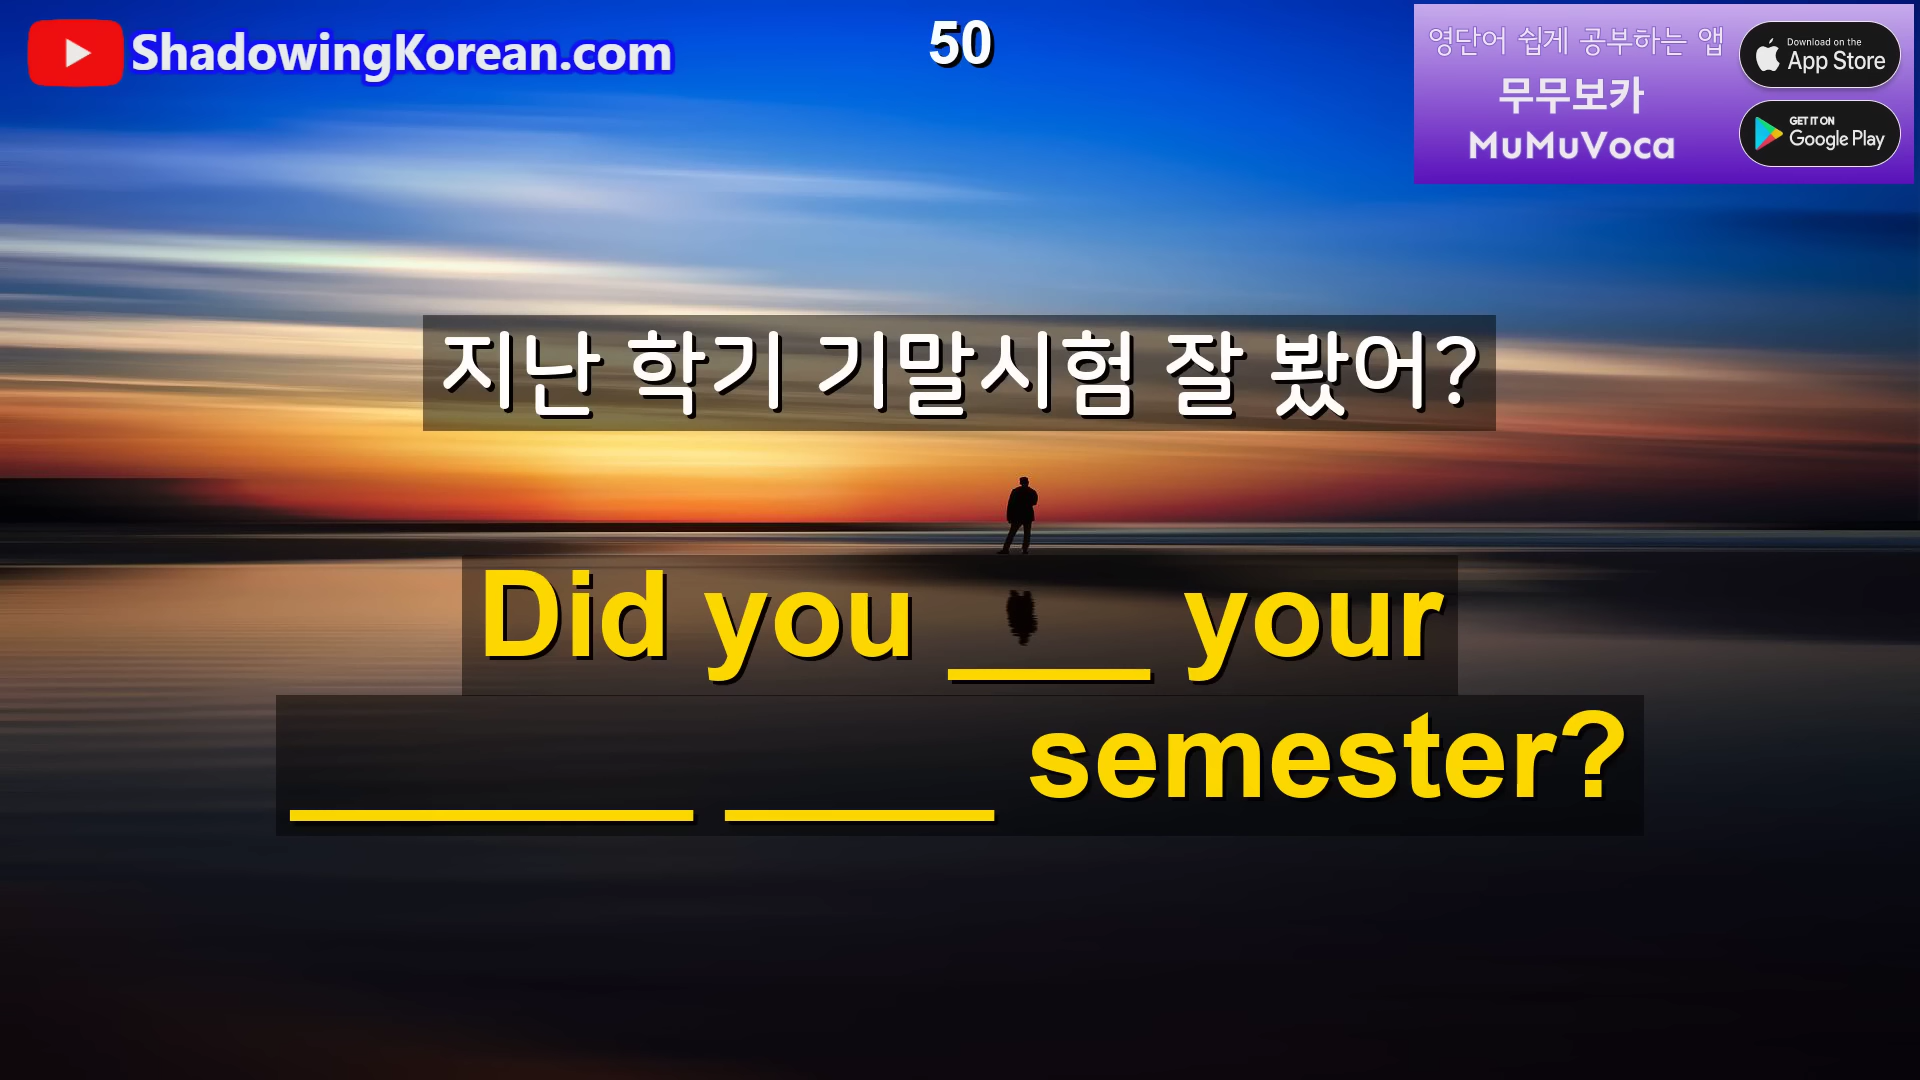 ShadowingKorean.com
50
영단어 쉽게 공부하는 앱
무무보카
MuMuVoca
Download on the
App Store
GET IT ON
Google Play
지난 학기 기말시험 잘 봤어?
Did you ___ your
______ ____ semester?